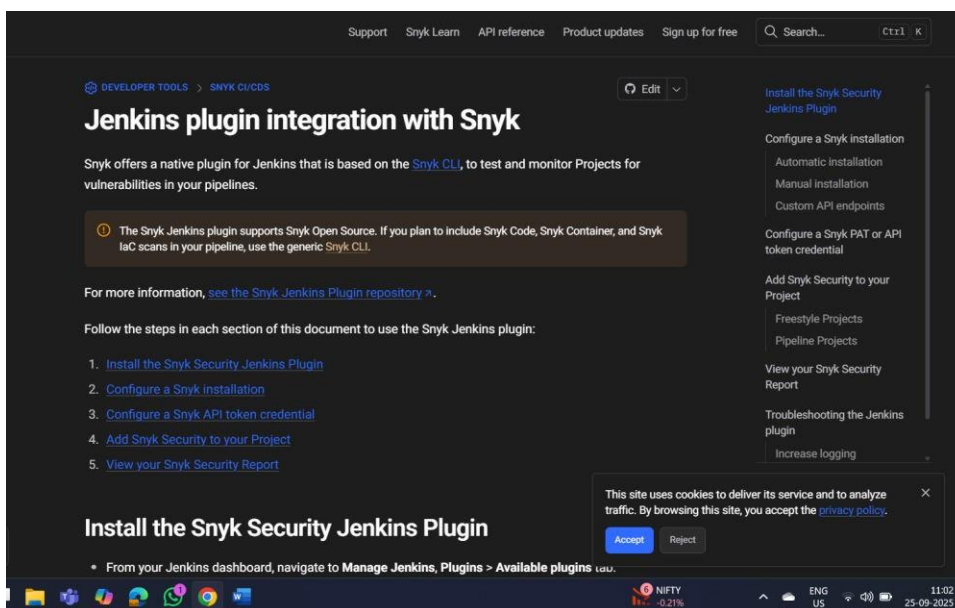 Support Snyk Learn API reference Product updates Sign up for free Search... Ctrl K
DEVELOPER TOOLS > SNYK CI/CDS
Edit
Jenkins plugin integration with Snyk
Snyk offers a native plugin for Jenkins that is based on the Snyk CLI, to test and monitor Projects for
vulnerabilities in your pipelines.
The Snyk Jenkins plugin supports Snyk Open Source. If you plan to include Snyk Code, Snyk Container, and Snyk
IaC scans in your pipeline, use the generic Snyk CLI.
For more information, see the Snyk Jenkins Plugin repository ↗.
Follow the steps in each section of this document to use the Snyk Jenkins plugin:
1. Install the Snyk Security Jenkins Plugin
2. Configure a Snyk installation
3. Configure a Snyk API token credential
4. Add Snyk Security to your Project
5. View your Snyk Security Report
Install the Snyk Security Jenkins Plugin
• From your Jenkins dashboard, navigate to Manage Jenkins, Plugins > Available plugins tab.
Install the Snyk Security
Jenkins Plugin
Configure a Snyk installation
Automatic installation
Manual installation
Custom API endpoints
Configure a Snyk PAT or API
token credential
Add Snyk Security to your
Project
Freestyle Projects
Pipeline Projects
View your Snyk Security
Report
Troubleshooting the Jenkins
plugin
Increase logging
This site uses cookies to deliver its service and to analyze
traffic. By browsing this site, you accept the privacy policy.
Accept Reject
6 NIFTY
-0.21%
ENG
US
11:02
25-09-2025